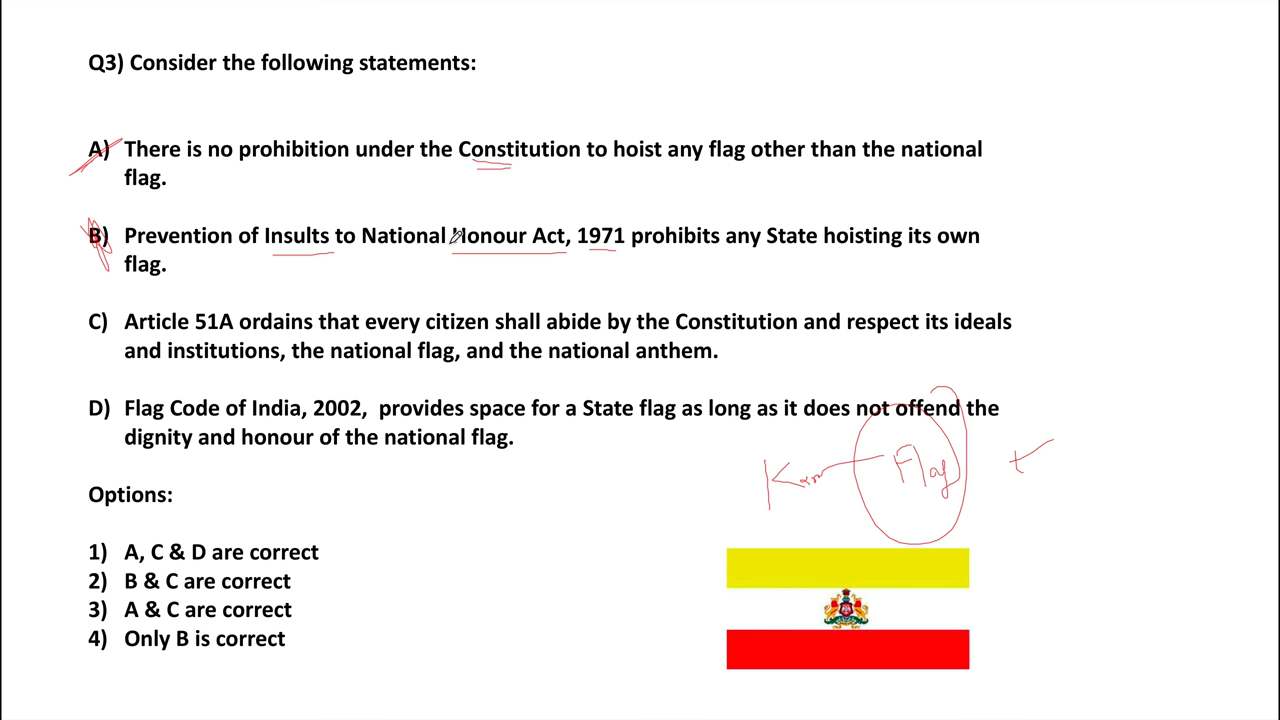 Q3) Consider the following statements:
A) There is no prohibition under the Constitution to hoist any flag other than the national
flag.
B) Prevention of Insults to National Honour Act, 1971 prohibits any State hoisting its own
flag.
C) Article 51A ordains that every citizen shall abide by the Constitution and respect its ideals
and institutions, the national flag, and the national anthem.
D) Flag Code of India, 2002, provides space for a State flag as long as it does not offend the
dignity and honour of the national flag.
Flag
Options:
1) A, C & D are correct
2) B & C are correct
3) A & C are correct
4) Only B is correct